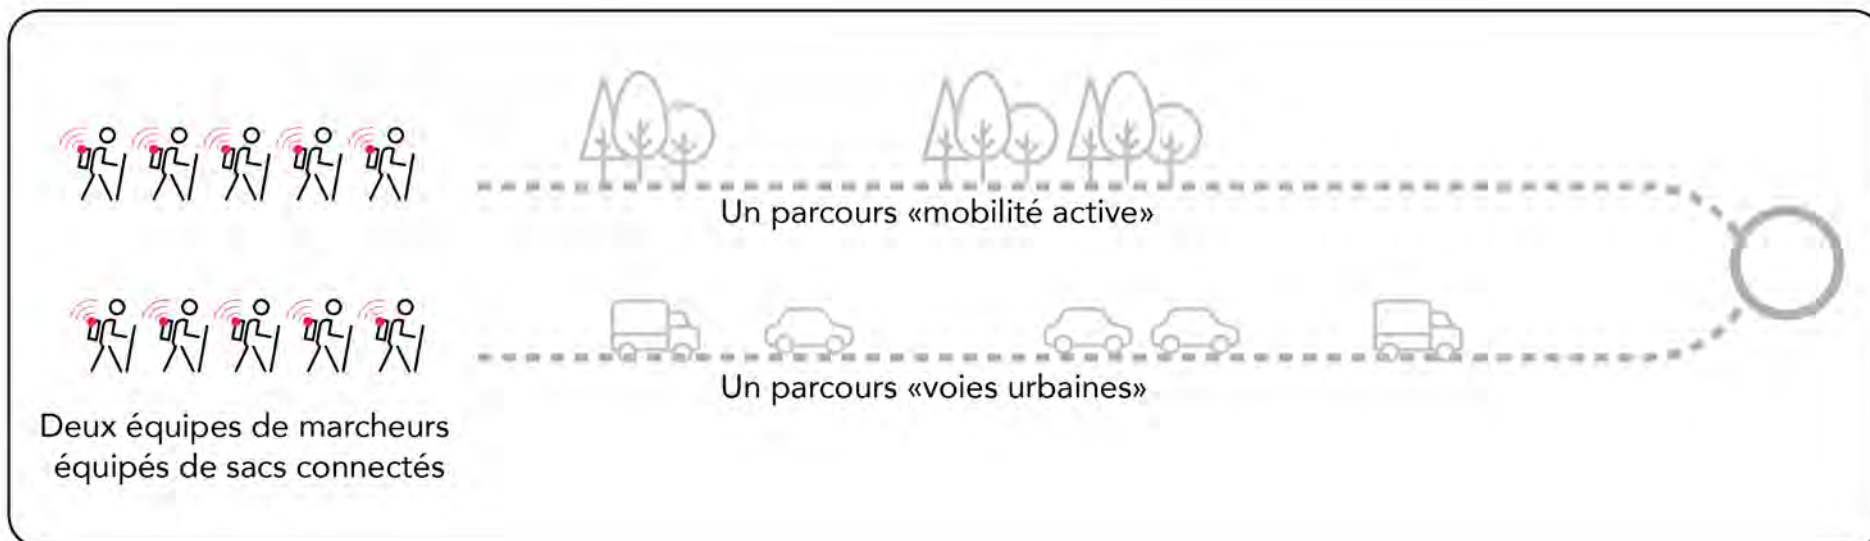 Un parcours «mobilité active»
Un parcours «voies urbaines»
Deux équipes de marcheurs
équipés de sacs connectés